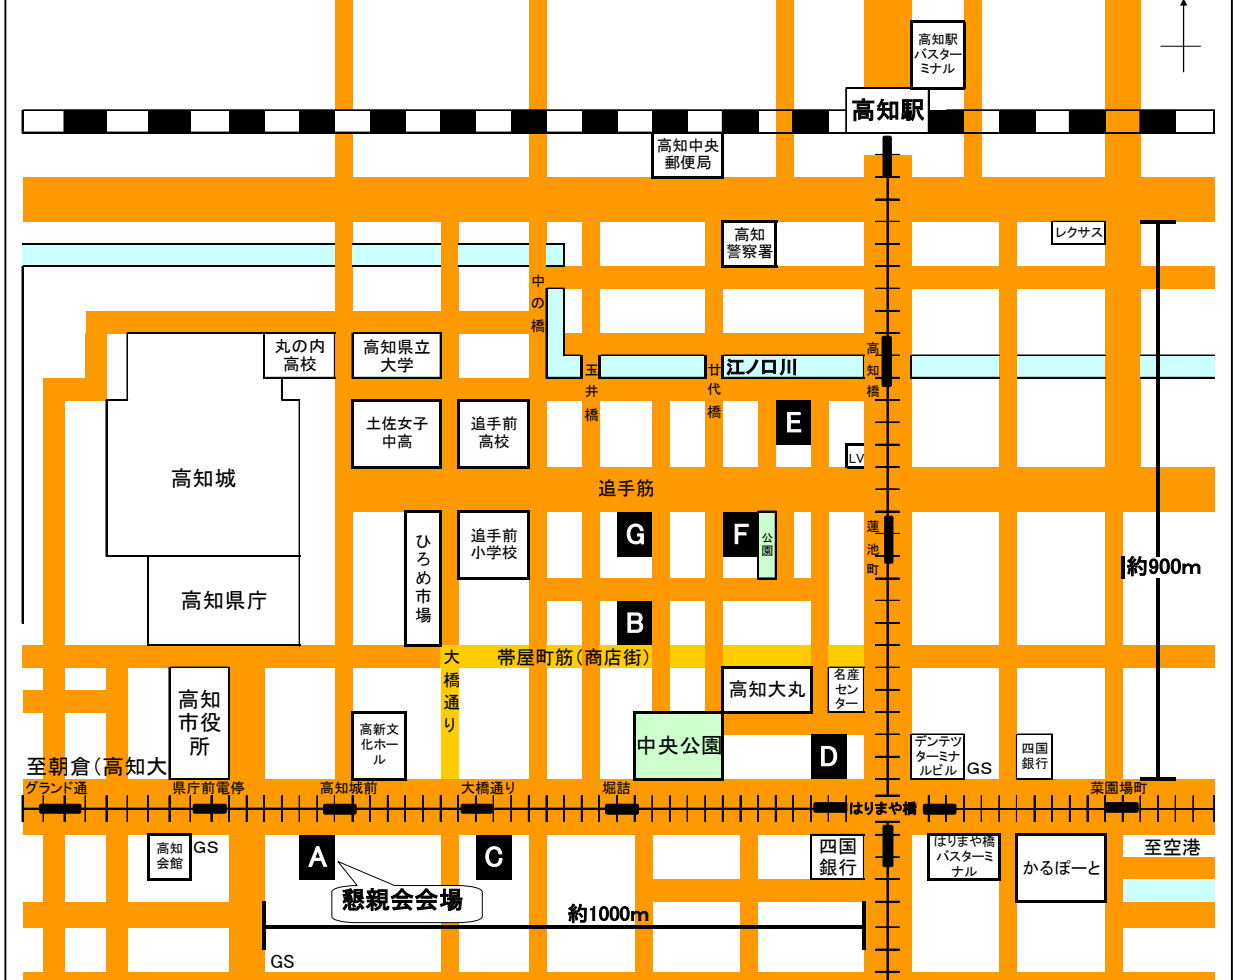 高知駅
バスター
ミナル
高知駅
高知中央
郵便局
高知
警察署
レクサス
中の橋
丸の内
高校
高知県立
大学
玉井橋
廿代橋
江ノ口川
高知橋
土佐女子
中高
追手前
高校
E
LV
高知城
追手筋
ひろめ市場
追手前
小学校
G
F
公園
蓮池町
約900m
高知県庁
B
大橋通り
帯屋町筋(商店街)
高知
市役
所
高知大丸
名産
セン
ター
高新文
化ホー
ル
中央公園
D
デンテツ
ターミナ
ルビル
GS
四国
銀行
至朝倉(高知大
グランド通
県庁前電停
高知城前
大橋通り
堀詰
はりまや橋
菜園場町
高知
会館
GS
A
C
四国
銀行
はりまや橋
バスターミ
ナル
かるぽーと
至空港
懇親会会場
約1000m
GS